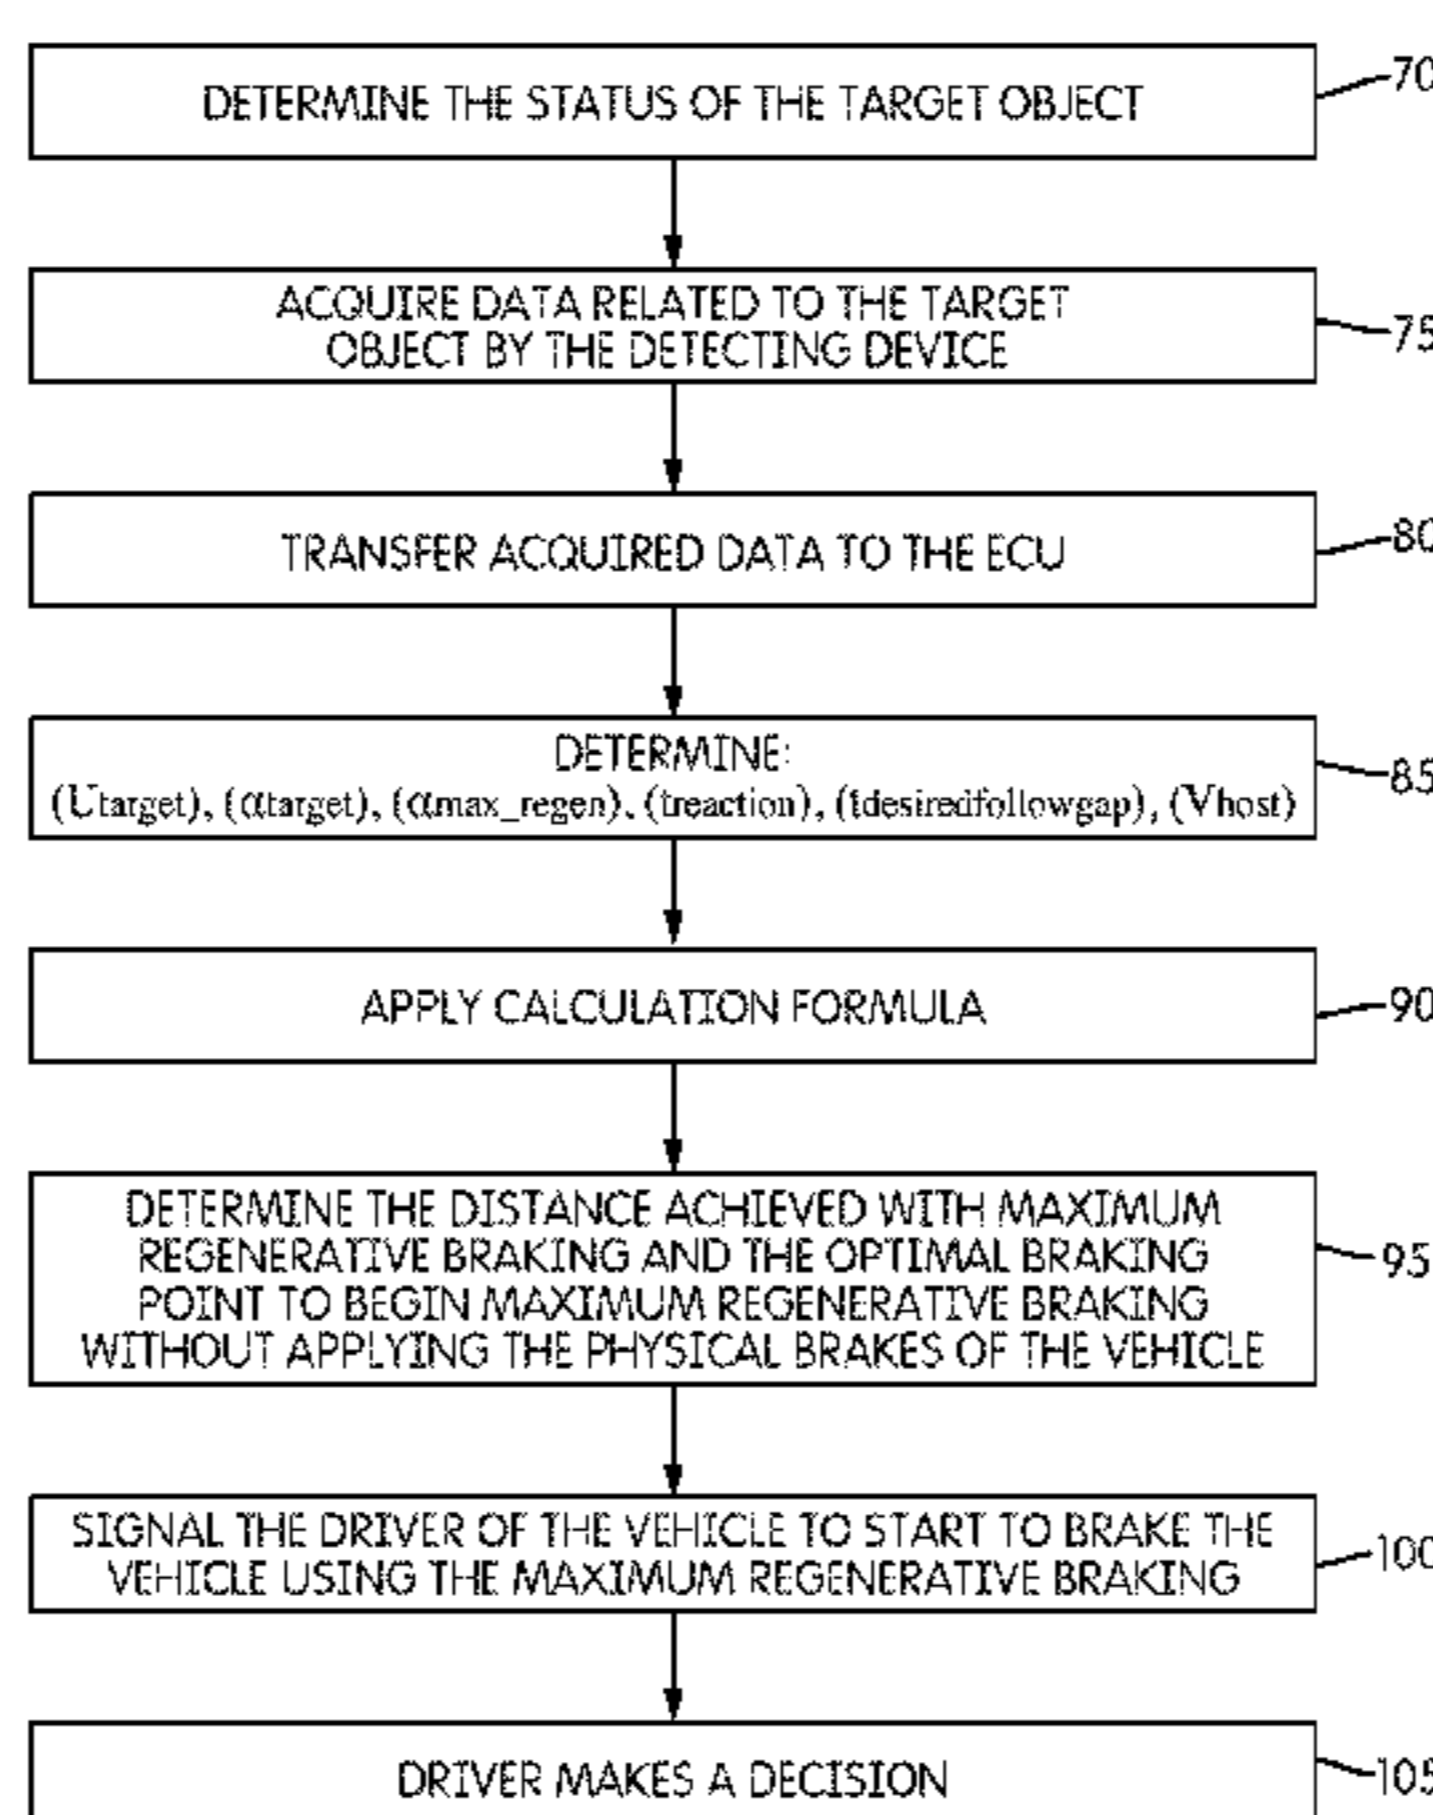 DETERMINE THE STATUS OF THE TARGET OBJECT
70
ACQUIRE DATA RELATED TO THE TARGET
OBJECT BY THE DETECTING DEVICE
75
TRANSFER ACQUIRED DATA TO THE ECU
80
DETERMINE:
(Utarget), (αtarget), (αmax_regen), (treaction), (tdesiredfollowgap), (Vhost)
85
APPLY CALCULATION FORMULA
90
DETERMINE THE DISTANCE ACHIEVED WITH MAXIMUM
REGENERATIVE BRAKING AND THE OPTIMAL BRAKING
POINT TO BEGIN MAXIMUM REGENERATIVE BRAKING
WITHOUT APPLYING THE PHYSICAL BRAKES OF THE VEHICLE
95
SIGNAL THE DRIVER OF THE VEHICLE TO START TO BRAKE THE
VEHICLE USING THE MAXIMUM REGENERATIVE BRAKING
100
DRIVER MAKES A DECISION
105